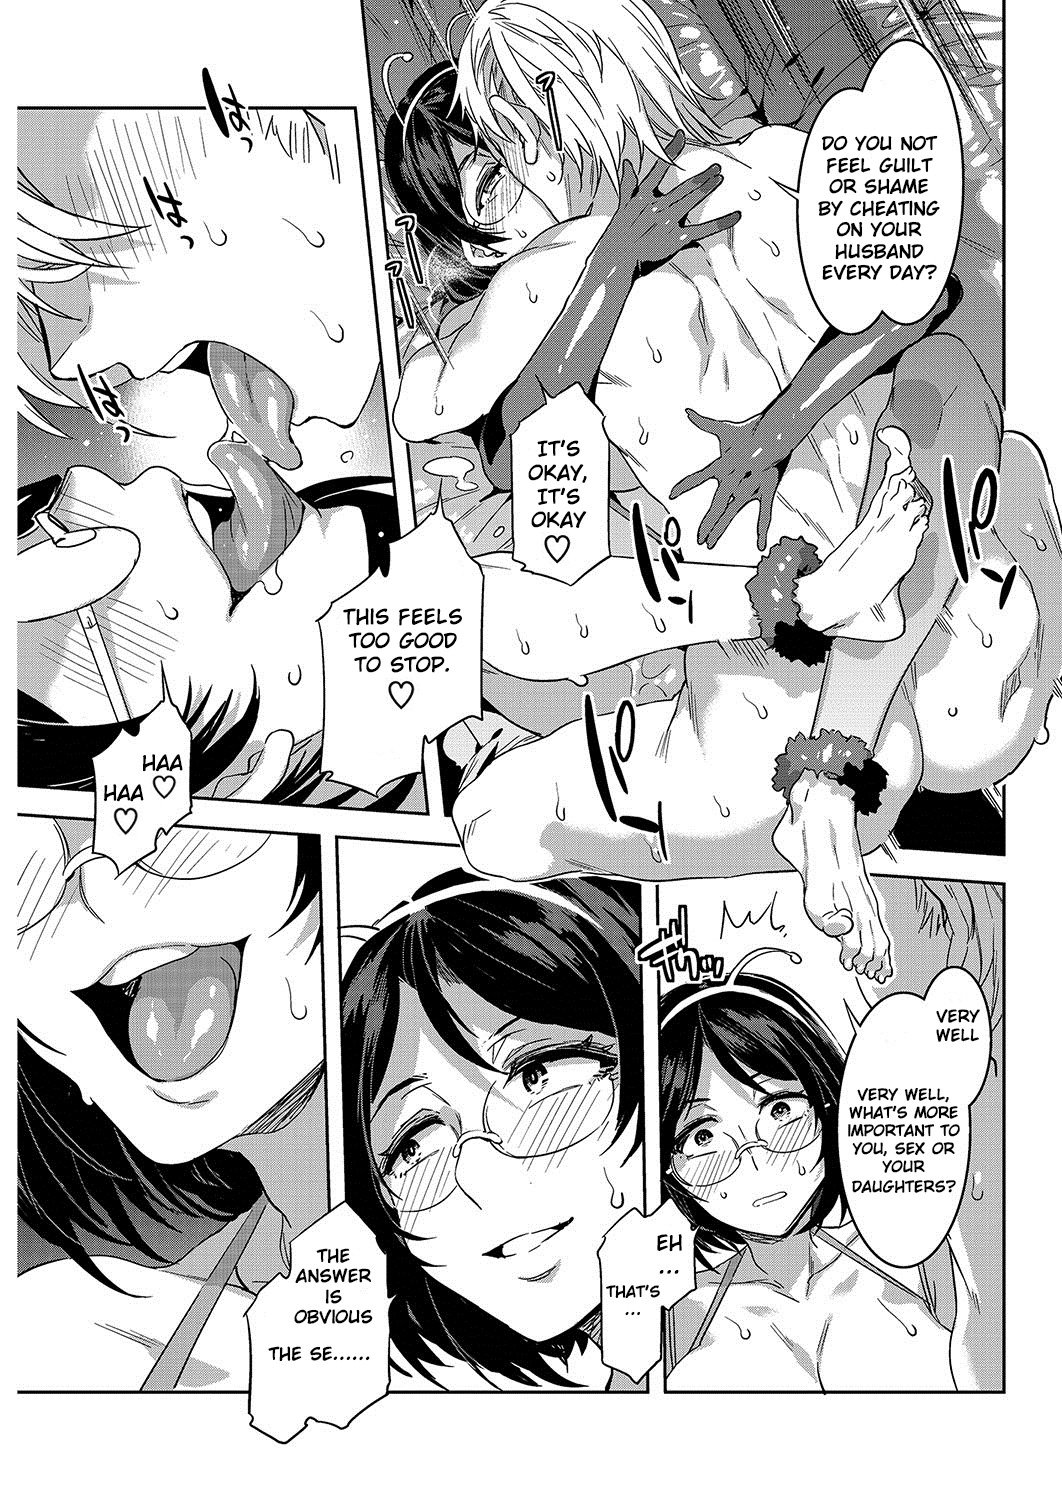 DO YOU NOT
FEEL GUILT
OR SHAME
BY CHEATING
ON YOUR
HUSBAND
EVERY DAY?
IT'S
OKAY,
IT'S
OKAY
♡
THIS FEELS
TOO GOOD
TO STOP.
♡
HAA
♡
HAA
♡
VERY
WELL
VERY WELL,
WHAT'S MORE
IMPORTANT TO
YOU, SEX OR
YOUR
DAUGHTERS?
EH
...
THAT'S
...
THE
ANSWER
IS
OBVIOUS
THE SE......